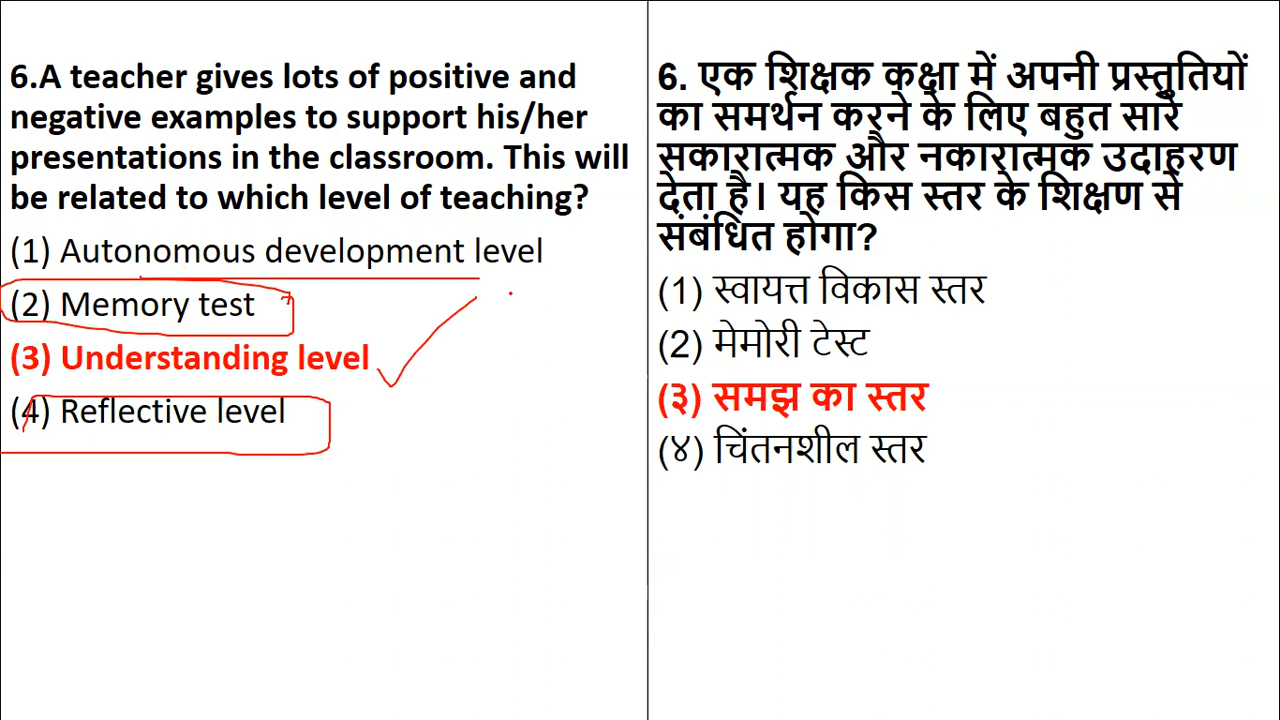 6.A teacher gives lots of positive and
negative examples to support his/her
presentations in the classroom. This will
be related to which level of teaching?
(1) Autonomous development level
(2) Memory test
(3) Understanding level
(4) Reflective level
6. एक शिक्षक कक्षा में अपनी प्रस्तुतियों
का समर्थन करने के लिए बहुत सारे
सकारात्मक और नकारात्मक उदाहरण
देता है। यह किस स्तर के शिक्षण से
संबंधित होगा?
(1) स्वायत्त विकास स्तर
(2) मेमोरी टेस्ट
(३) समझ का स्तर
(४) चिंतनशील स्तर